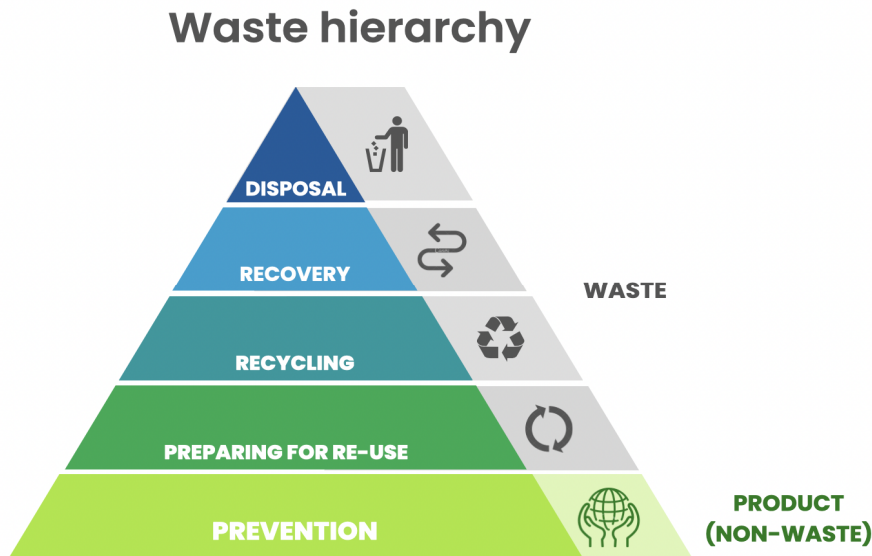 Waste hierarchy
DISPOSAL
RECOVERY
WASTE
RECYCLING
PREPARING FOR RE-USE
PREVENTION
PRODUCT
(NON-WASTE)